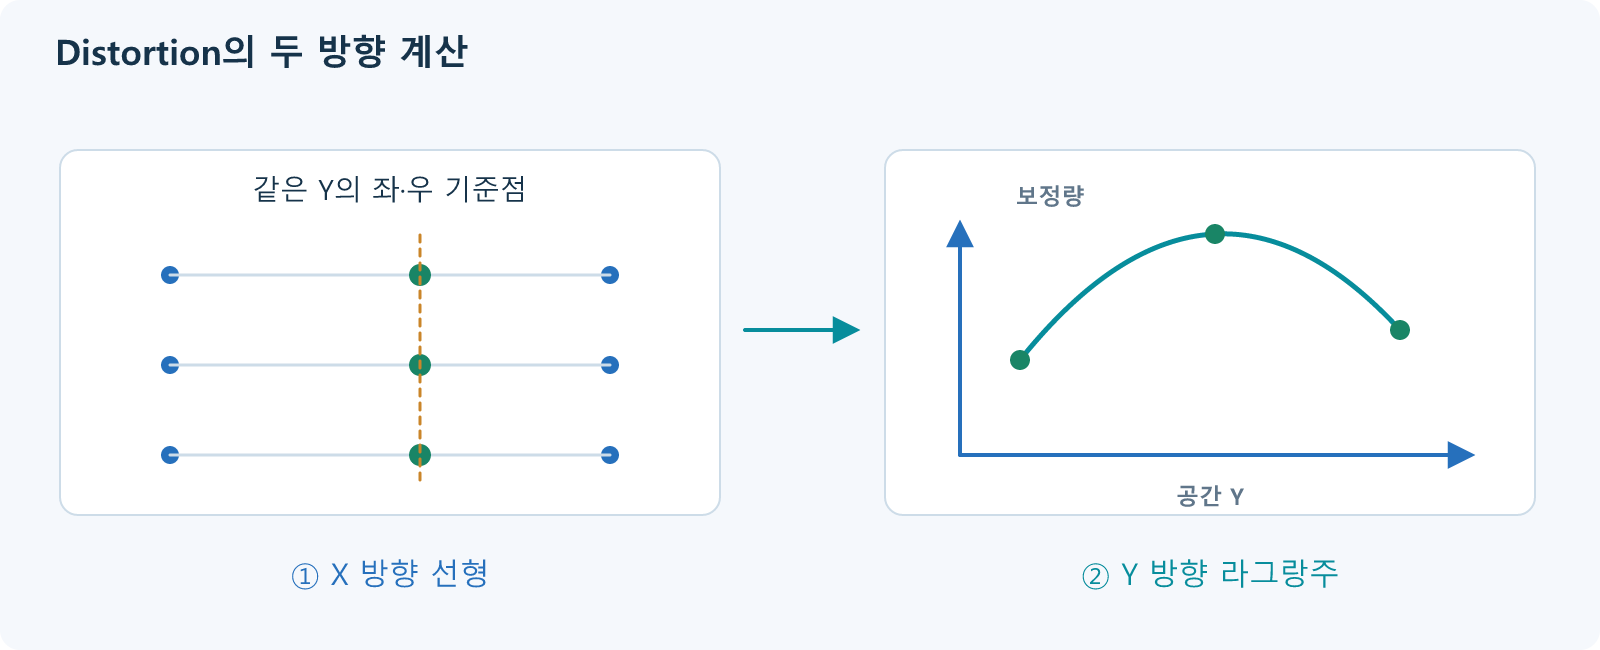 Distortion의 두 방향 계산
같은 Y의 좌·우 기준점
보정량
공간 Y
① X 방향 선형
② Y 방향 라그랑주